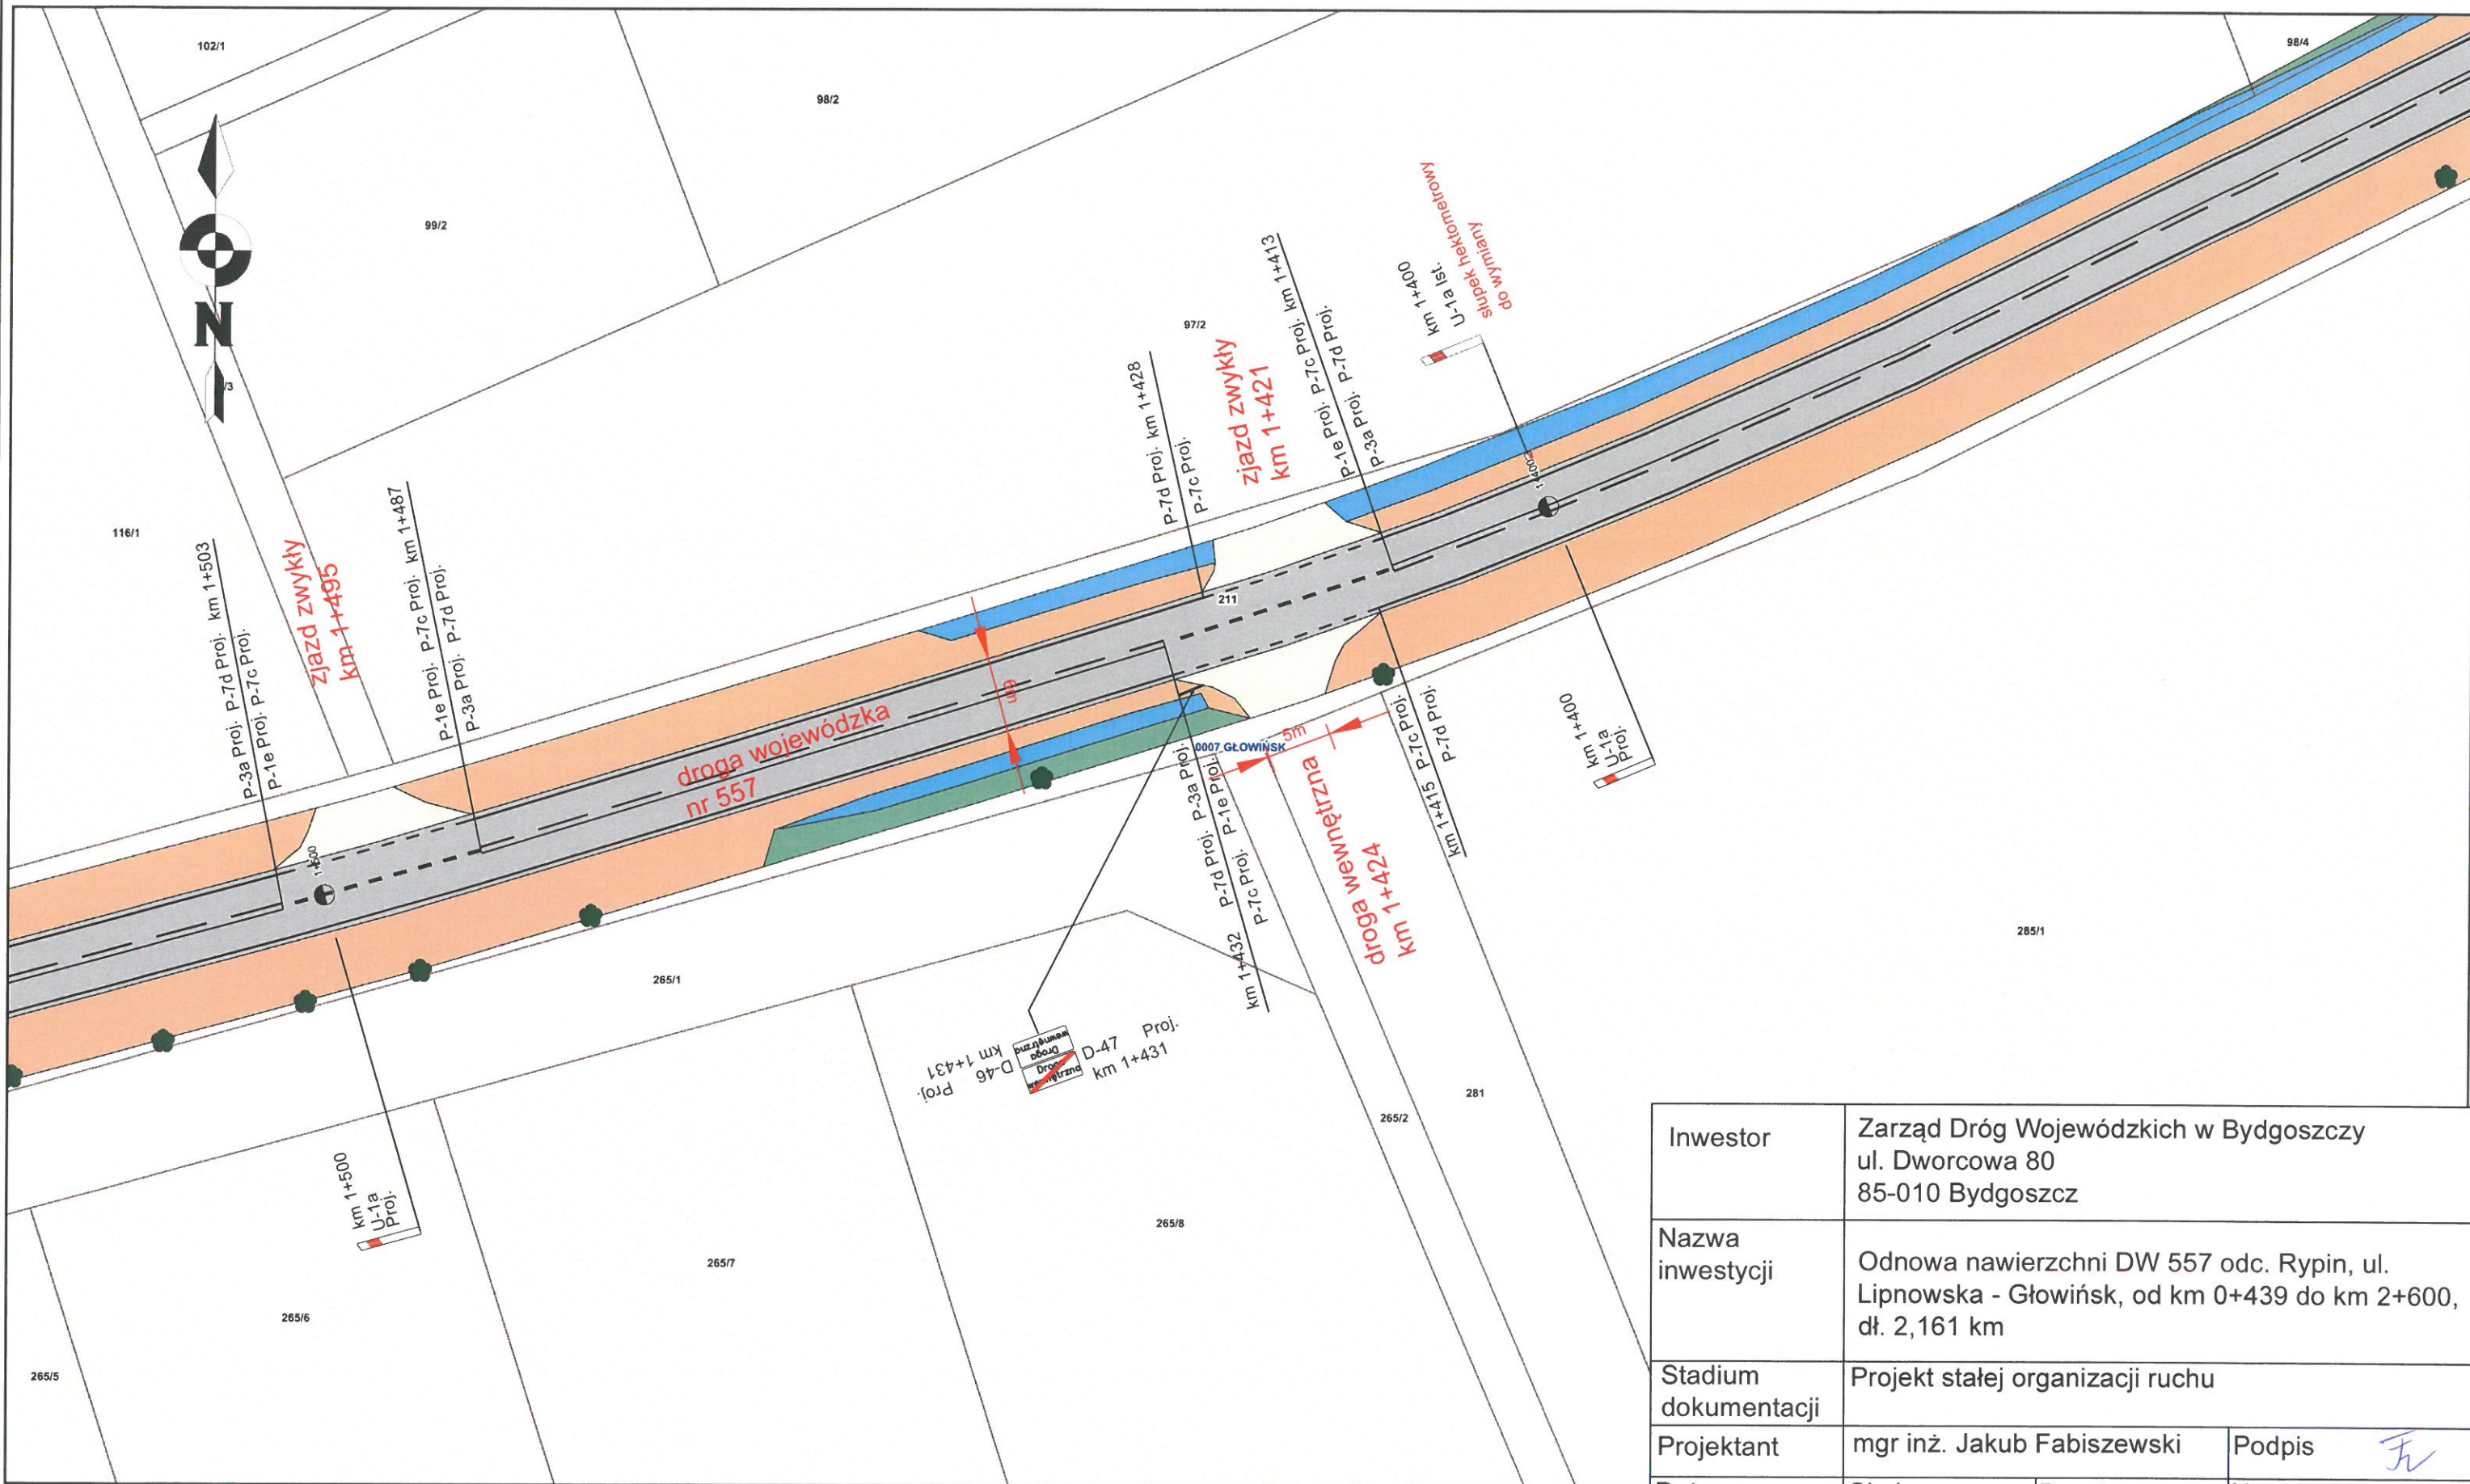 102/1
98/2
98/4
99/2
N
/3
116/1
97/2
P-3a Proj. P-7d Proj. km 1+503
P-1e Proj. P-7c Proj.
zjazd zwykły
km 1+495
P-1e Proj. P-7c Proj. km 1+487
P-3a Proj. P-7d Proj.
P-7d Proj. km 1+428
P-7c Proj.
zjazd zwykły
km 1+421
P-1e Proj. P-7c Proj. km 1+413
P-3a Proj. P-7d Proj.
km 1+400
U-1a Ist.
słupek hektometrowy
do wymiany
1+400
211
6m
droga wojewódzka
nr 557
1+500
0007 GŁOWIŃSK
5m
droga wewnętrzna
km 1+424
km 1+432 P-7d Proj. P-3a Proj.
P-7c Proj. P-1e Proj.
km 1+415 P-7c Proj.
P-7d Proj.
km 1+400
U-1a
Proj.
km 1+500
U-1a
Proj.
D-46 Proj.
km 1+431
Droga
wewnętrzna
Droga
wewnętrzna
D-47 Proj.
km 1+431
265/1
285/1
265/2
281
265/8
265/7
265/6
265/5
Inwestor
Zarząd Dróg Wojewódzkich w Bydgoszczy
ul. Dworcowa 80
85-010 Bydgoszcz
Nazwa
inwestycji
Odnowa nawierzchni DW 557 odc. Rypin, ul.
Lipnowska - Głowińsk, od km 0+439 do km 2+600,
dł. 2,161 km
Stadium
dokumentacji
Projekt stałej organizacji ruchu
Projektant
mgr inż. Jakub Fabiszewski
Podpis